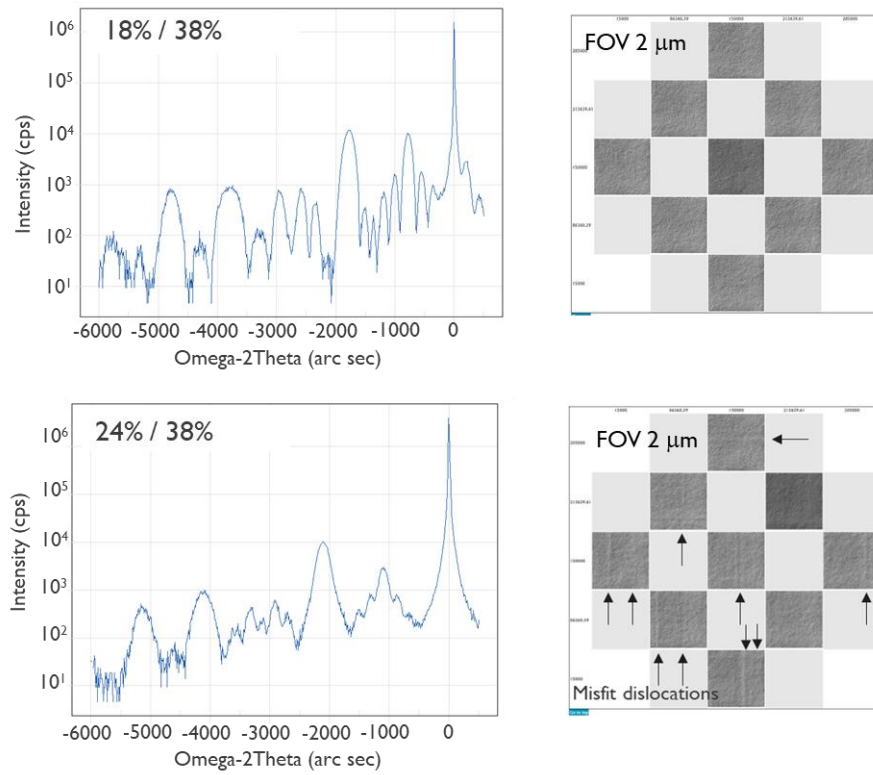 18% / 38%
10⁶
10⁵
10⁴
10³
10²
10¹
Intensity (cps)
-6000 -5000 -4000 -3000 -2000 -1000 0
Omega-2Theta (arc sec)
FOV 2 μm
24% / 38%
10⁶
10⁵
10⁴
10³
10²
10¹
Intensity (cps)
-6000 -5000 -4000 -3000 -2000 -1000 0
Omega-2Theta (arc sec)
FOV 2 μm
Misfit dislocations